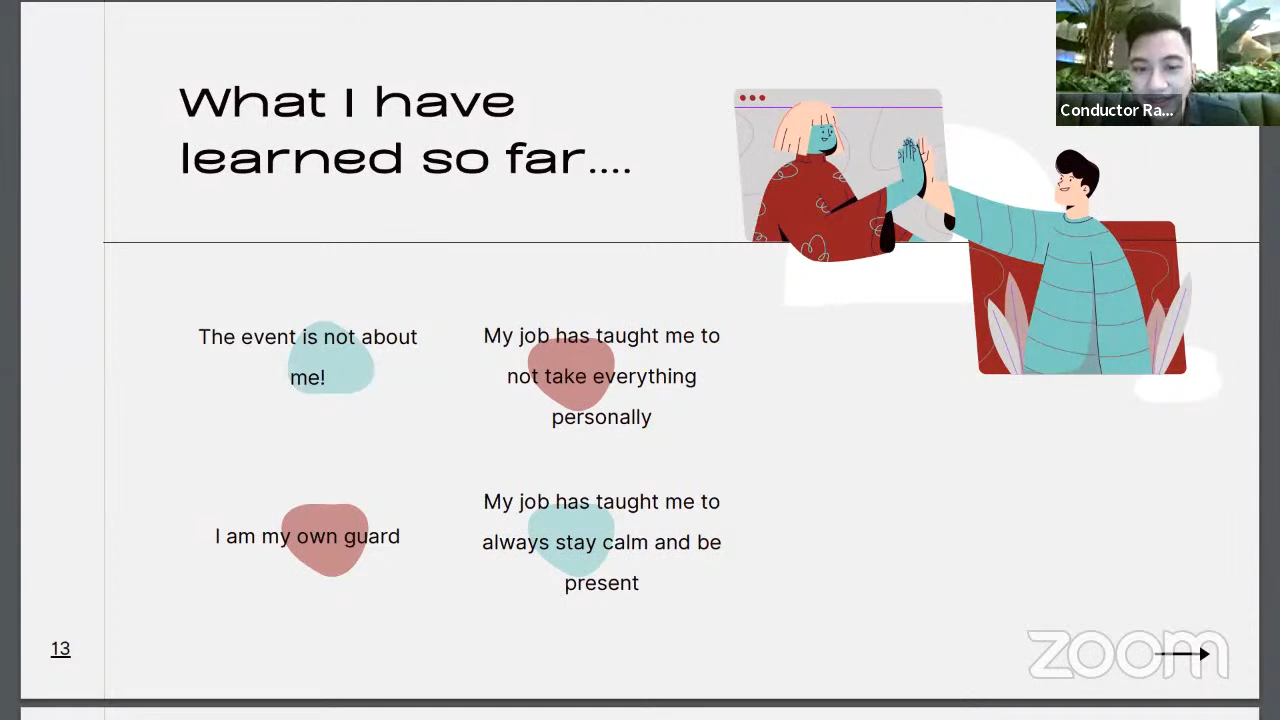 What I have
learned so far....
Conductor Ra...
The event is not about
me!
My job has taught me to
not take everything
personally
I am my own guard
My job has taught me to
always stay calm and be
present
13
zoom